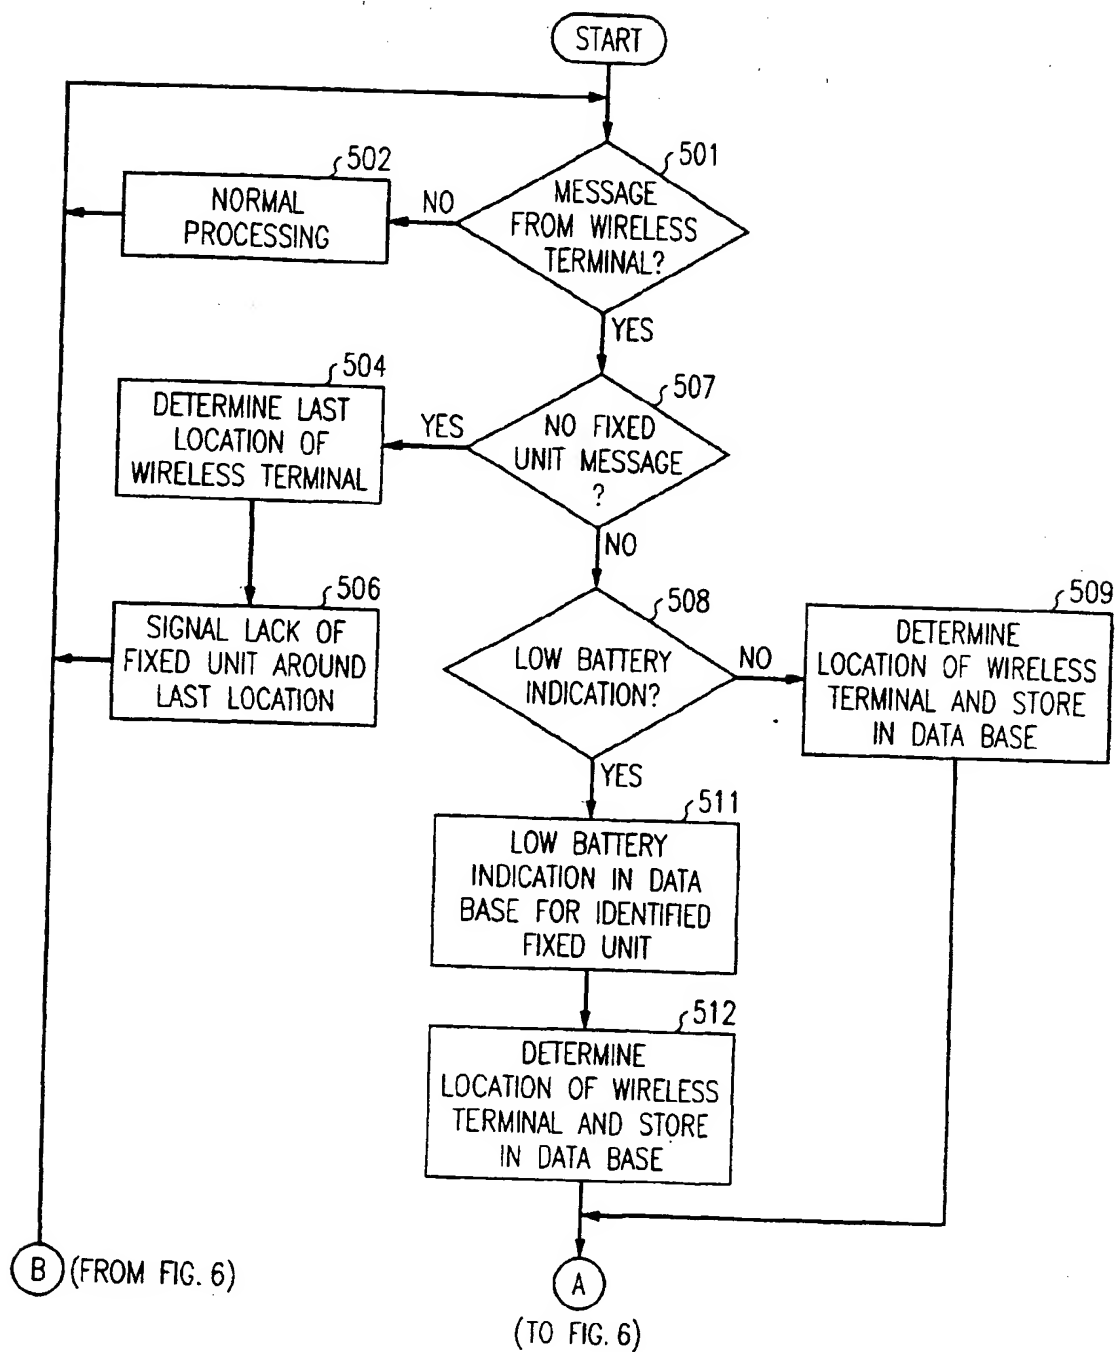 START
501
MESSAGE
FROM WIRELESS
TERMINAL?
NO
502
NORMAL
PROCESSING
YES
507
NO FIXED
UNIT MESSAGE
?
YES
504
DETERMINE LAST
LOCATION OF
WIRELESS TERMINAL
NO
506
SIGNAL LACK OF
FIXED UNIT AROUND
LAST LOCATION
508
LOW BATTERY
INDICATION?
NO
509
DETERMINE
LOCATION OF WIRELESS
TERMINAL AND STORE
IN DATA BASE
YES
511
LOW BATTERY
INDICATION IN DATA
BASE FOR IDENTIFIED
FIXED UNIT
512
DETERMINE
LOCATION OF WIRELESS
TERMINAL AND STORE
IN DATA BASE
B (FROM FIG. 6)
A
(TO FIG. 6)